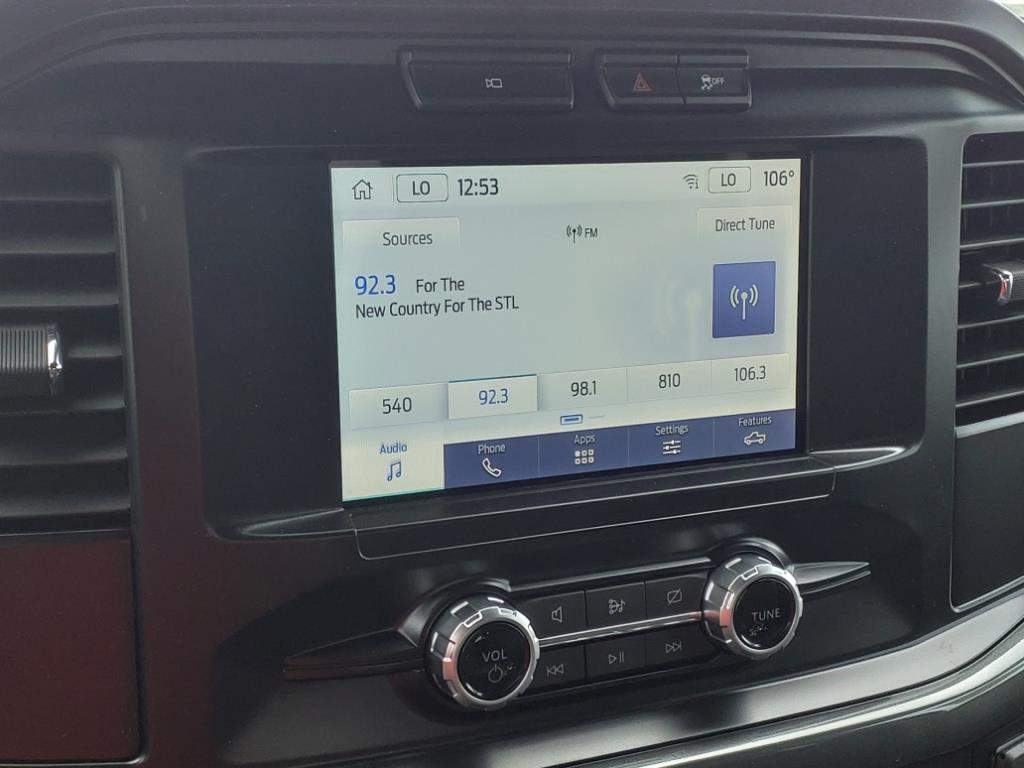 OFF
LO 12:53 LO 106°
Sources FM Direct Tune
92.3 For The
New Country For The STL
540 92.3 98.1 810 106.3
Audio Phone Apps Settings Features
VOL TUNE